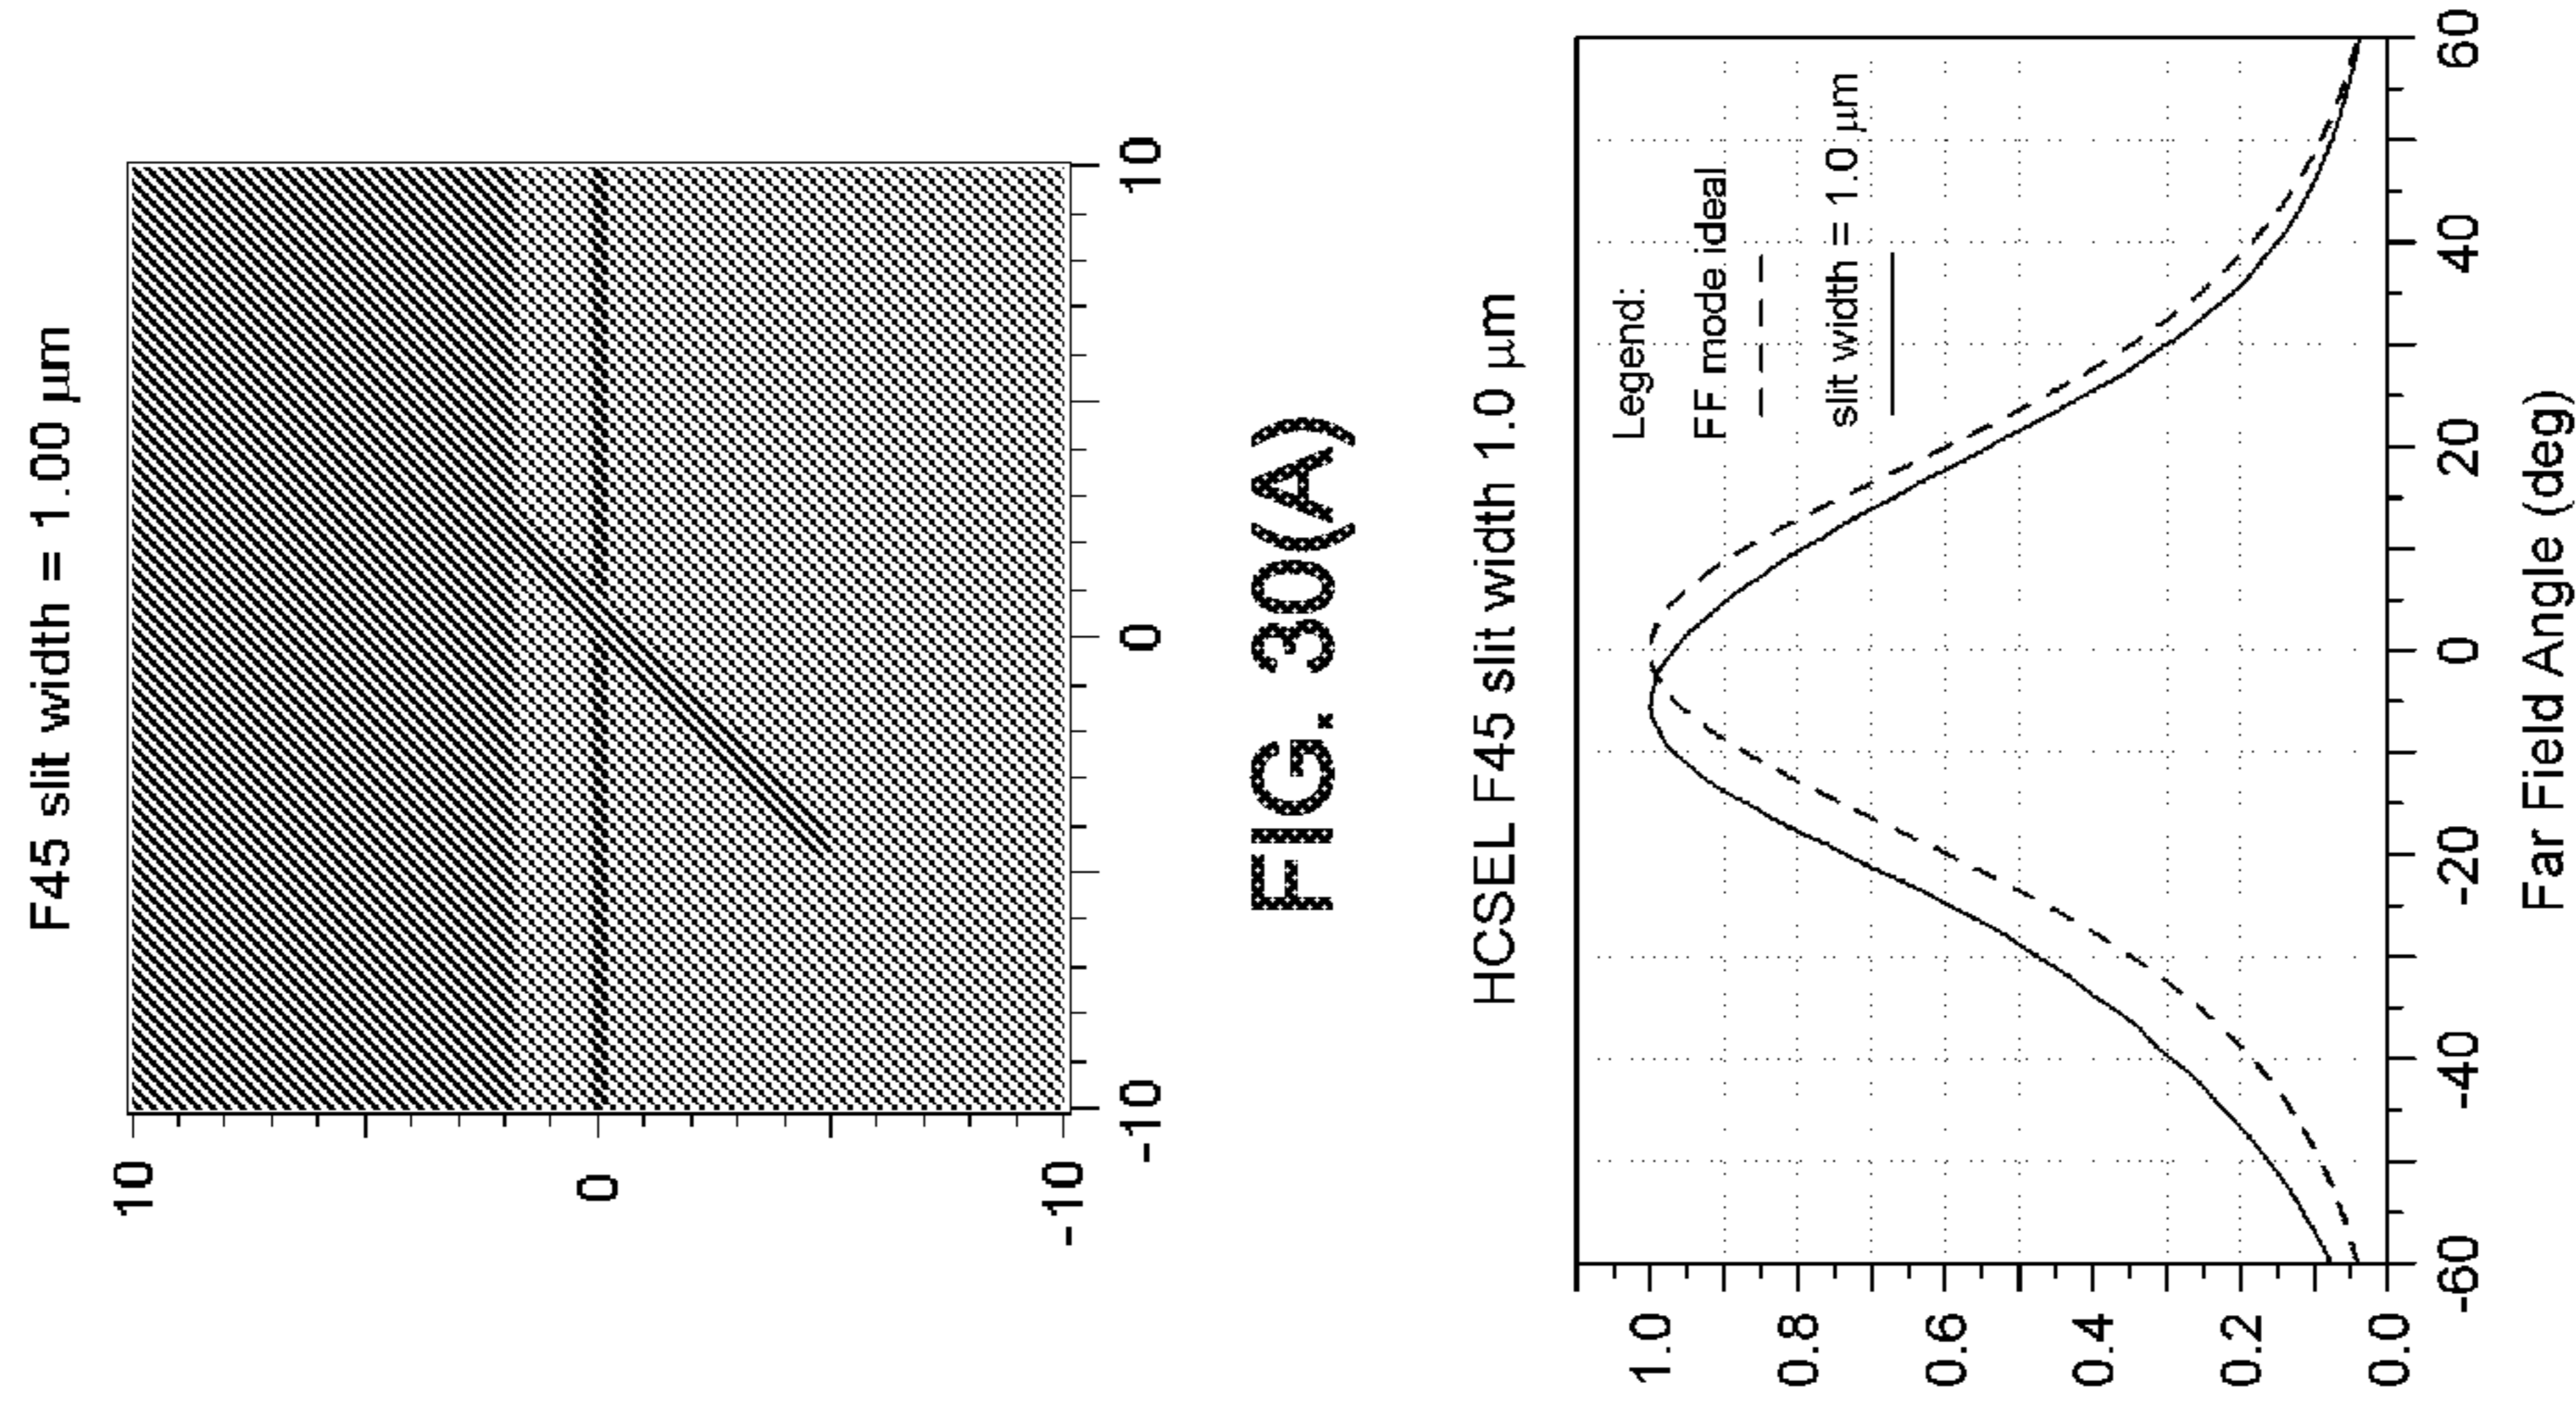 F45 slit width = 1.00 μm
10
0
-10
-10
0
10
FIG. 30(A)
HCSEL F45 slit width 1.0 μm
Legend:
FF mode ideal
slit width = 1.0 μm
1.0
0.8
0.6
0.4
0.2
0.0
-60
-40
-20
0
20
40
60
Far Field Angle (deg)